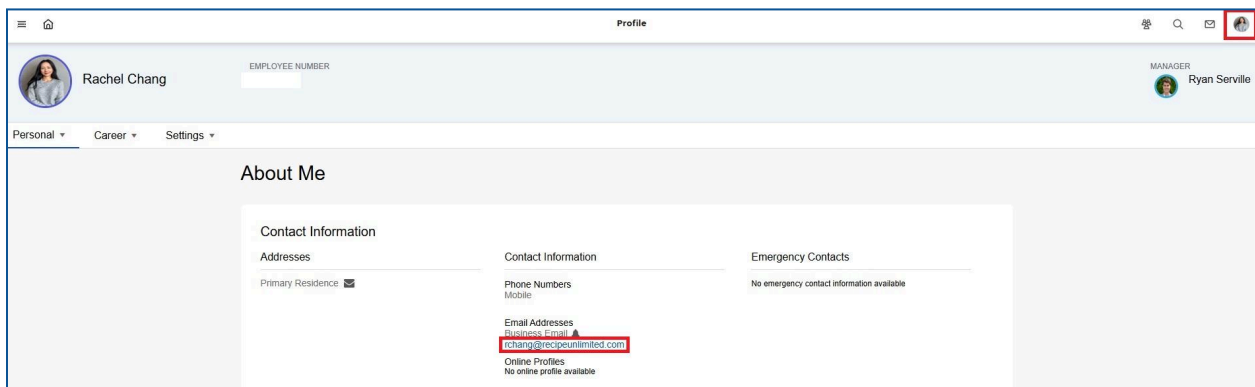 Profile
Rachel Chang
EMPLOYEE NUMBER
MANAGER
Ryan Serville
Personal
Career
Settings
About Me
Contact Information
Addresses
Contact Information
Emergency Contacts
Primary Residence
Phone Numbers
Mobile
No emergency contact information available
Email Addresses
Business Email
rchang@recipeunlimited.com
Online Profiles
No online profile available